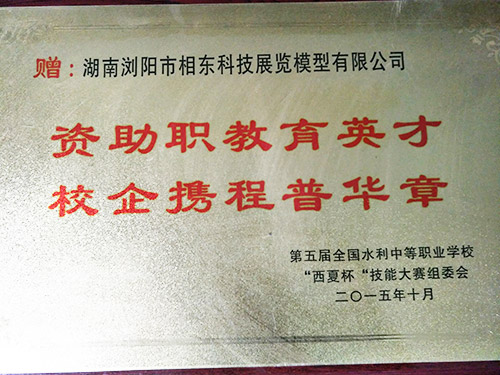 赠：湖南浏阳市相东科技展览模型有限公司
资助职教育英才
校企携程普华章
第五届全国水利中等职业学校
“西夏杯“技能大赛组委会
二〇一五年十月